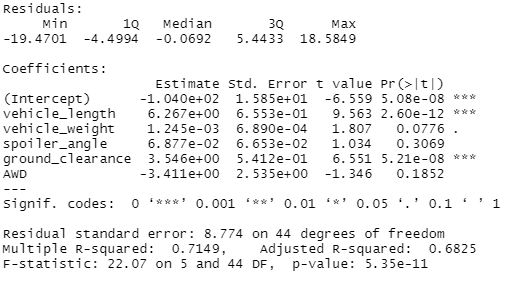 Residuals:
     Min       1Q   Median       3Q      Max
-19.4701  -4.4994  -0.0692   5.4433  18.5849
Coefficients:
                   Estimate Std. Error t value Pr(>|t|)
(Intercept)      -1.040e+02  1.585e+01  -6.559 5.08e-08 ***
vehicle_length    6.267e+00  6.553e-01   9.563 2.60e-12 ***
vehicle_weight    1.245e-03  6.890e-04   1.807   0.0776 .
spoiler_angle     6.877e-02  6.653e-02   1.034   0.3069
ground_clearance  3.546e+00  5.412e-01   6.551 5.21e-08 ***
AWD              -3.411e+00  2.535e+00  -1.346   0.1852
---
Signif. codes:  0 ‘***’ 0.001 ‘**’ 0.01 ‘*’ 0.05 ‘.’ 0.1 ‘ ’ 1
Residual standard error: 8.774 on 44 degrees of freedom
Multiple R-squared:  0.7149,    Adjusted R-squared:  0.6825
F-statistic: 22.07 on 5 and 44 DF,  p-value: 5.35e-11